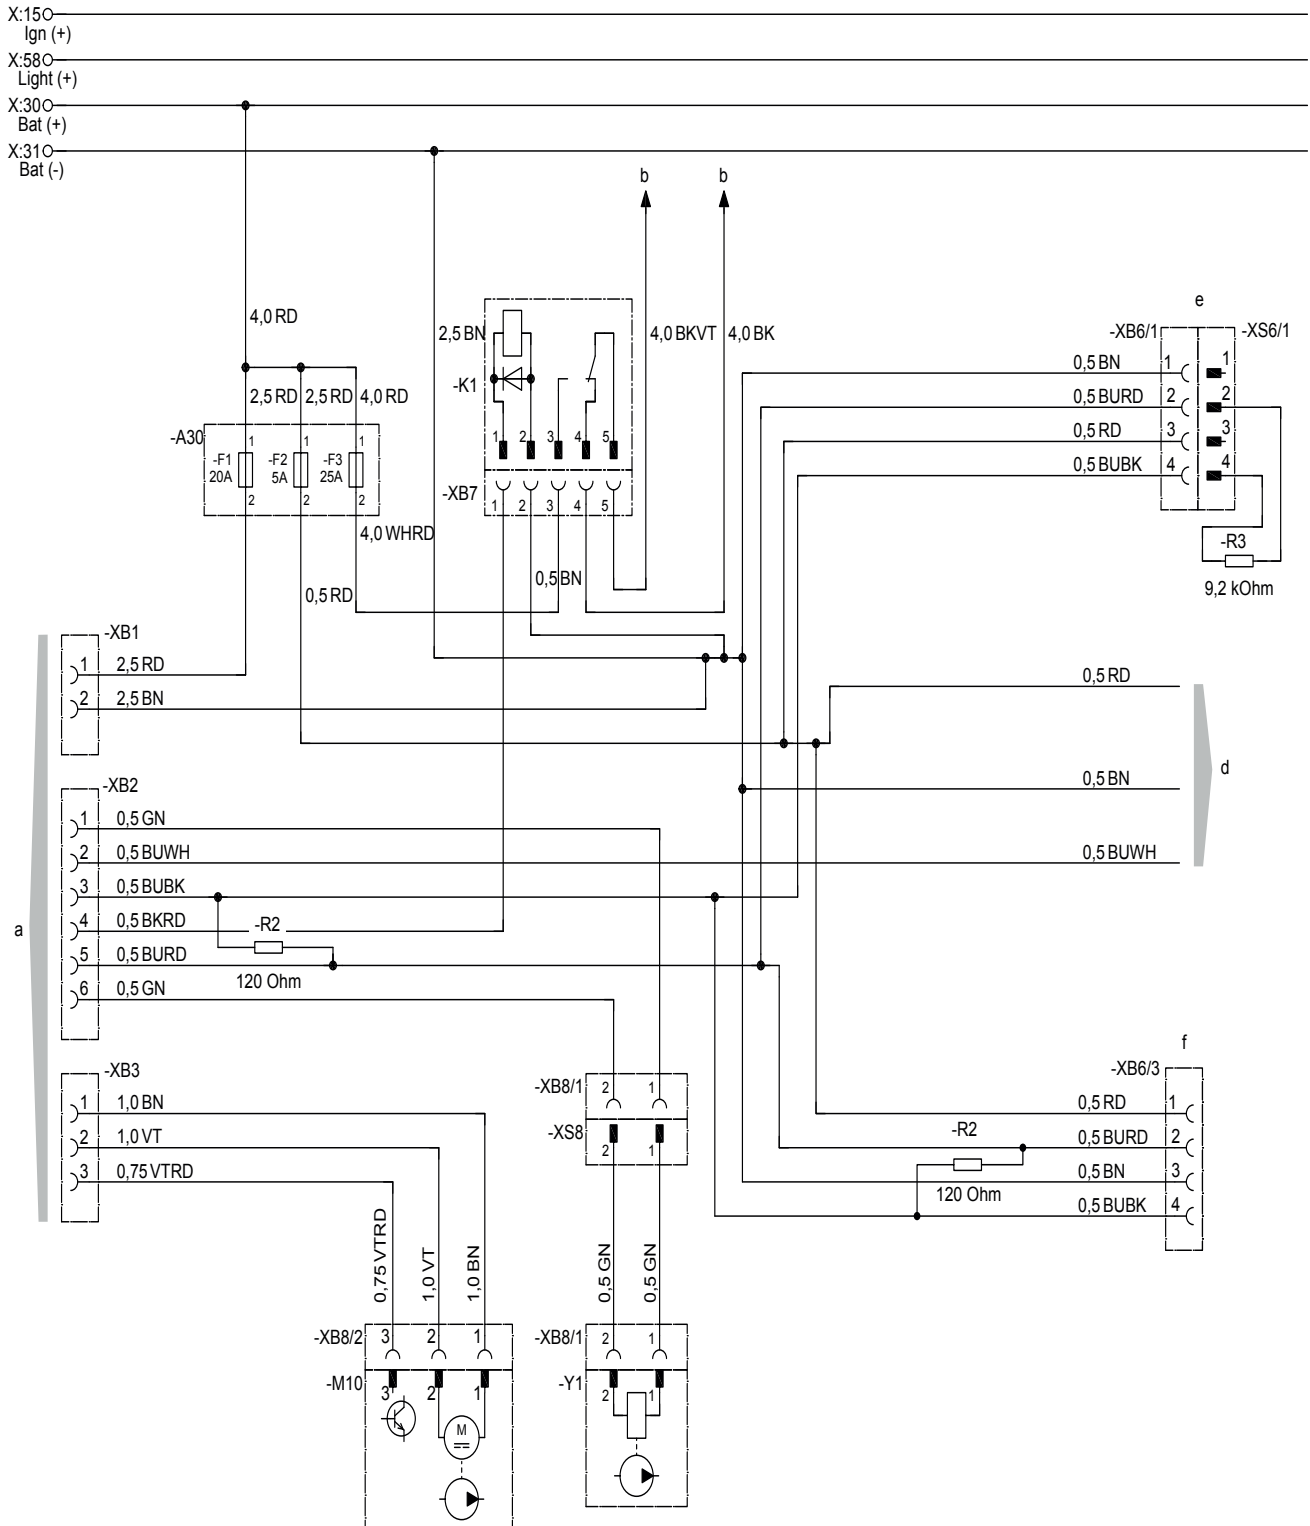 X:15
Ign (+)
X:58
Light (+)
X:30
Bat (+)
X:31
Bat (-)
b b
e
4,0 RD
2,5 BN 4,0 BKVT 4,0 BK
-XB6/1 -XS6/1
-K1
0,5 BN 1 1
2,5 RD 2,5 RD 4,0 RD
0,5 BURD 2 2
0,5 RD 3 3
0,5 BUBK 4 4
-A30
1 1 1
-F1 20A
-F2 5A
-F3 25A
2 2 2
1 2 3 4 5
-XB7
1 2 3 4 5
4,0 WHRD
-R3
9,2 kOhm
0,5 BN
0,5 RD
-XB1
1 2,5 RD
2 2,5 BN
0,5 RD
d
0,5 BN
0,5 BUWH
-XB2
1 0,5 GN
2 0,5 BUWH
3 0,5 BUBK
a
4 0,5 BKRD
-R2
5 0,5 BURD
120 Ohm
6 0,5 GN
-XB3
1 1,0 BN
2 1,0 VT
3 0,75 VTRD
-XB8/1 2 1
-XS8
2 1
f
-XB6/3
0,5 RD 1
-R2
0,5 BURD 2
0,5 BN 3
120 Ohm
0,5 BUBK 4
0,75 VTRD
1,0 VT
1,0 BN
0,5 GN
0,5 GN
-XB8/2 3 2 1
-M10
3 2 1
M
-XB8/1 2 1
-Y1
2 1